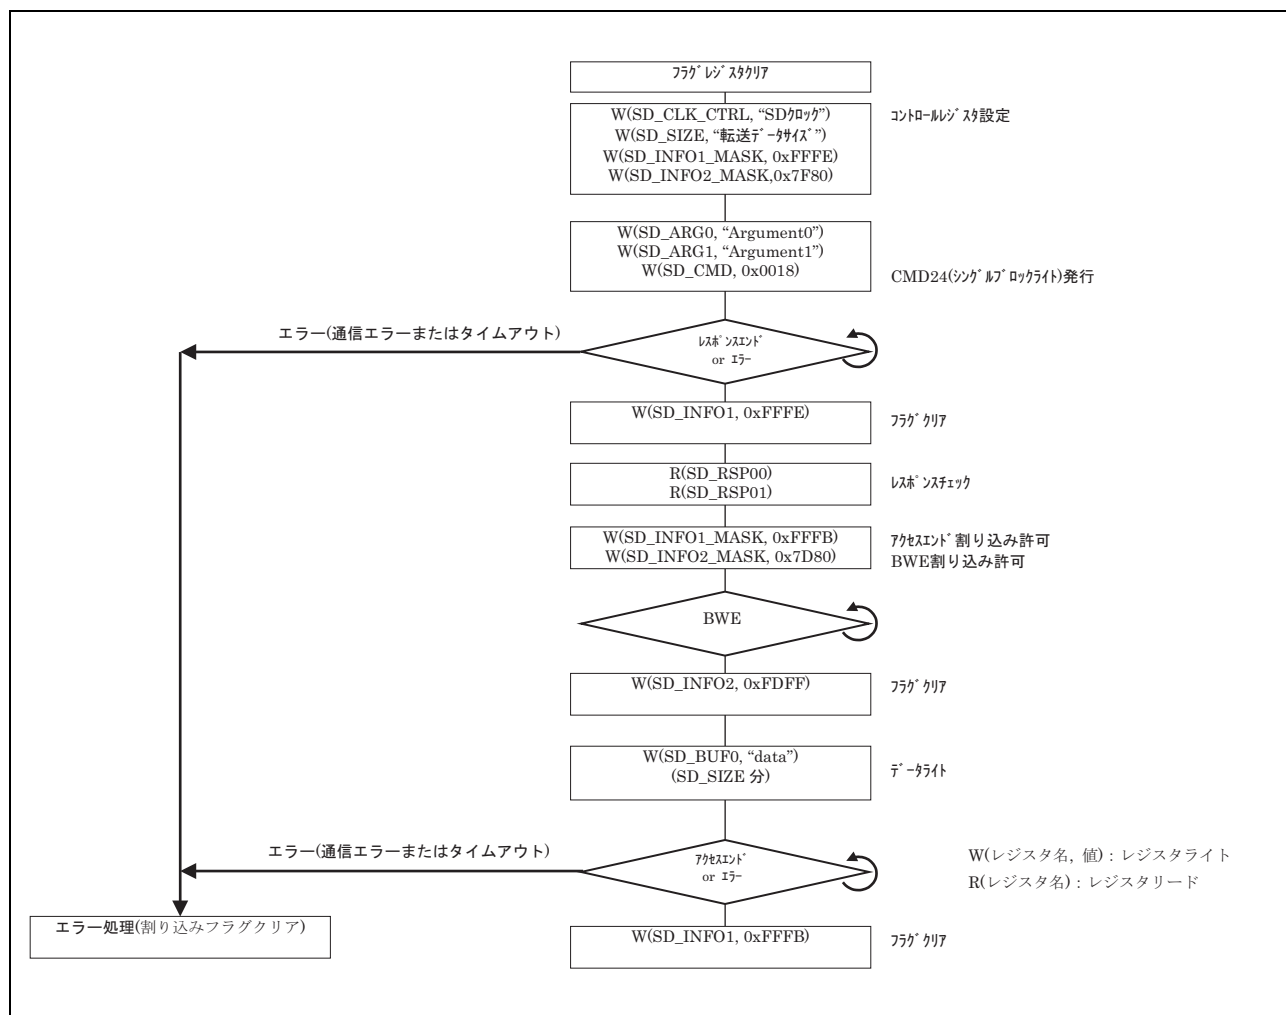 ﾌﾗｸﾞﾚｼﾞｽﾀｸﾘｱ
W(SD_CLK_CTRL, “SDｸﾛｯｸ”)
W(SD_SIZE, “転送ﾃﾞｰﾀｻｲｽﾞ”)
W(SD_INFO1_MASK, 0xFFFE)
W(SD_INFO2_MASK,0x7F80)
ｺﾝﾄﾛｰﾙﾚｼﾞｽﾀ設定
W(SD_ARG0, “Argument0”)
W(SD_ARG1, “Argument1”)
W(SD_CMD, 0x0018)
CMD24(ｼﾝｸﾞﾙﾌﾞﾛｯｸﾗｲﾄ)発行
エラー(通信エラーまたはタイムアウト)
ﾚｽﾎﾟﾝｽｴﾝﾄﾞ
or ｴﾗｰ
W(SD_INFO1, 0xFFFE)
ﾌﾗｸﾞｸﾘｱ
R(SD_RSP00)
R(SD_RSP01)
ﾚｽﾎﾟﾝｽﾁｪｯｸ
W(SD_INFO1_MASK, 0xFFFB)
W(SD_INFO2_MASK, 0x7D80)
ｱｸｾｽｴﾝﾄﾞ割り込み許可
BWE割り込み許可
BWE
W(SD_INFO2, 0xFDFF)
ﾌﾗｸﾞｸﾘｱ
W(SD_BUF0, “data”)
(SD_SIZE 分)
ﾃﾞｰﾀﾗｲﾄ
エラー(通信エラーまたはタイムアウト)
ｱｸｾｽｴﾝﾄﾞ
or ｴﾗｰ
W(レジスタ名, 値) : レジスタライト
R(レジスタ名) : レジスタリード
エラー処理(割り込みフラグクリア)
W(SD_INFO1, 0xFFFB)
ﾌﾗｸﾞｸﾘｱ